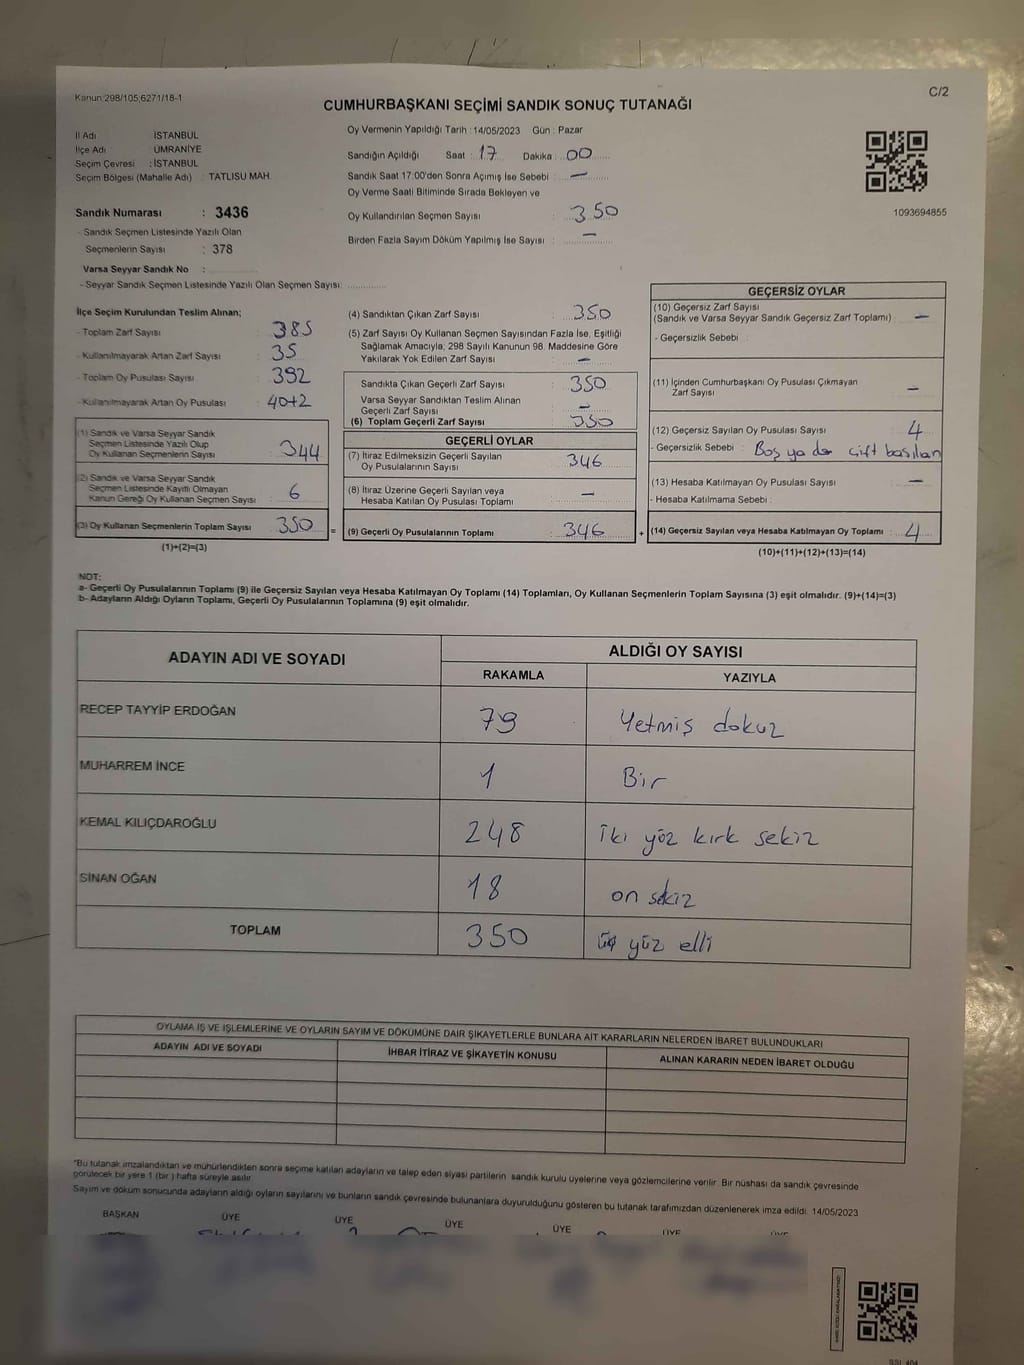 Kanun 298/105,6271/18-1
C/2
CUMHURBAŞKANI SEÇİMİ SANDIK SONUÇ TUTANAĞI
İl Adı İSTANBUL
İlçe Adı ÜMRANİYE
Seçim Çevresi : İSTANBUL
Seçim Bölgesi (Mahalle Adı) : TATLISU MAH.
Sandık Numarası : 3436
- Sandık Seçmen Listesinde Yazılı Olan
Seçmenlerin Sayısı : 378
Varsa Seyyar Sandık No :
- Seyyar Sandık Seçmen Listesinde Yazılı Olan Seçmen Sayısı:
Oy Vermenin Yapıldığı Tarih : 14/05/2023 Gün : Pazar
Sandığın Açıldığı Saat : 17 Dakika : 00
Sandık Saat 17:00'den Sonra Açımış İse Sebebi : —
Oy Verme Saati Bitiminde Sırada Bekleyen ve
Oy Kullandırılan Seçmen Sayısı : 350
Birden Fazla Sayım Döküm Yapılmış İse Sayısı : —
1093694855
İlçe Seçim Kurulundan Teslim Alınan;
- Toplam Zarf Sayısı 385
- Kullanılmayarak Artan Zarf Sayısı 35
- Toplam Oy Pusulası Sayısı 392
- Kullanılmayarak Artan Oy Pusulası 40+2
(1) Sandık ve Varsa Seyyar Sandık
Seçmen Listesinde Yazılı Olup
Oy Kullanan Seçmenlerin Sayısı 344
(2) Sandık ve Varsa Seyyar Sandık
Seçmen Listesinde Kayıtlı Olmayan
Kanun Gereği Oy Kullanan Seçmen Sayısı 6
(3) Oy Kullanan Seçmenlerin Toplam Sayısı 350
(1)+(2)=(3)
(4) Sandıktan Çıkan Zarf Sayısı : 350
(5) Zarf Sayısı Oy Kullanan Seçmen Sayısından Fazla İse, Eşitliği
Sağlamak Amacıyla; 298 Sayılı Kanunun 98. Maddesine Göre
Yakılarak Yok Edilen Zarf Sayısı : —
Sandıkta Çıkan Geçerli Zarf Sayısı : 350
Varsa Seyyar Sandıktan Teslim Alınan
Geçerli Zarf Sayısı : —
(6) Toplam Geçerli Zarf Sayısı : 350
GEÇERLİ OYLAR
(7) İtiraz Edilmeksizin Geçerli Sayılan
Oy Pusulalarının Sayısı : 346
(8) İtiraz Üzerine Geçerli Sayılan veya
Hesaba Katılan Oy Pusulası Toplamı : —
= (9) Geçerli Oy Pusulalarının Toplamı : 346
GEÇERSİZ OYLAR
(10) Geçersiz Zarf Sayısı
(Sandık ve Varsa Seyyar Sandık Geçersiz Zarf Toplamı) : —
- Geçersizlik Sebebi :
(11) İçinden Cumhurbaşkanı Oy Pusulası Çıkmayan
Zarf Sayısı —
(12) Geçersiz Sayılan Oy Pusulası Sayısı 4
- Geçersizlik Sebebi : Boş ya da çift basılan
(13) Hesaba Katılmayan Oy Pusulası Sayısı : —
- Hesaba Katılmama Sebebi :
+ (14) Geçersiz Sayılan veya Hesaba Katılmayan Oy Toplamı : 4
(10)+(11)+(12)+(13)=(14)
NOT:
a- Geçerli Oy Pusulalarının Toplamı (9) ile Geçersiz Sayılan veya Hesaba Katılmayan Oy Toplamı (14) Toplamları, Oy Kullanan Seçmenlerin Toplam Sayısına (3) eşit olmalıdır. (9)+(14)=(3)
b- Adayların Aldığı Oyların Toplamı, Geçerli Oy Pusulalarının Toplamına (9) eşit olmalıdır.
ADAYIN ADI VE SOYADI ALDIĞI OY SAYISI
RAKAMLA YAZIYLA
RECEP TAYYİP ERDOĞAN 79 Yetmiş dokuz
MUHARREM İNCE 1 Bir
KEMAL KILIÇDAROĞLU 248 İki yüz kırk sekiz
SİNAN OĞAN 18 on sekiz
TOPLAM 350 üç yüz elli
OYLAMA İŞ VE İŞLEMLERİNE VE OYLARIN SAYIM VE DÖKÜMÜNE DAİR ŞİKAYETLERLE BUNLARA AİT KARARLARIN NELERDEN İBARET BULUNDUKLARI
ADAYIN ADI VE SOYADI İHBAR İTİRAZ VE ŞİKAYETİN KONUSU ALINAN KARARIN NEDEN İBARET OLDUĞU
"Bu tutanak imzalandıktan ve mühürlendikten sonra seçime katılan adayların ve talep eden siyasi partilerin sandık kurulu üyelerine veya gözlemcilerine verilir. Bir nüshası da sandık çevresinde
görülecek bir yere 1 (bir ) hafta süreyle asılır.
Sayım ve döküm sonucunda adayların aldığı oyların sayılarını ve bunların sandık çevresinde bulunanlara duyurulduğunu gösteren bu tutanak tarafımızdan düzenlenerek imza edildi. 14/05/2023
BAŞKAN ÜYE ÜYE ÜYE ÜYE ÜYE ÜYE